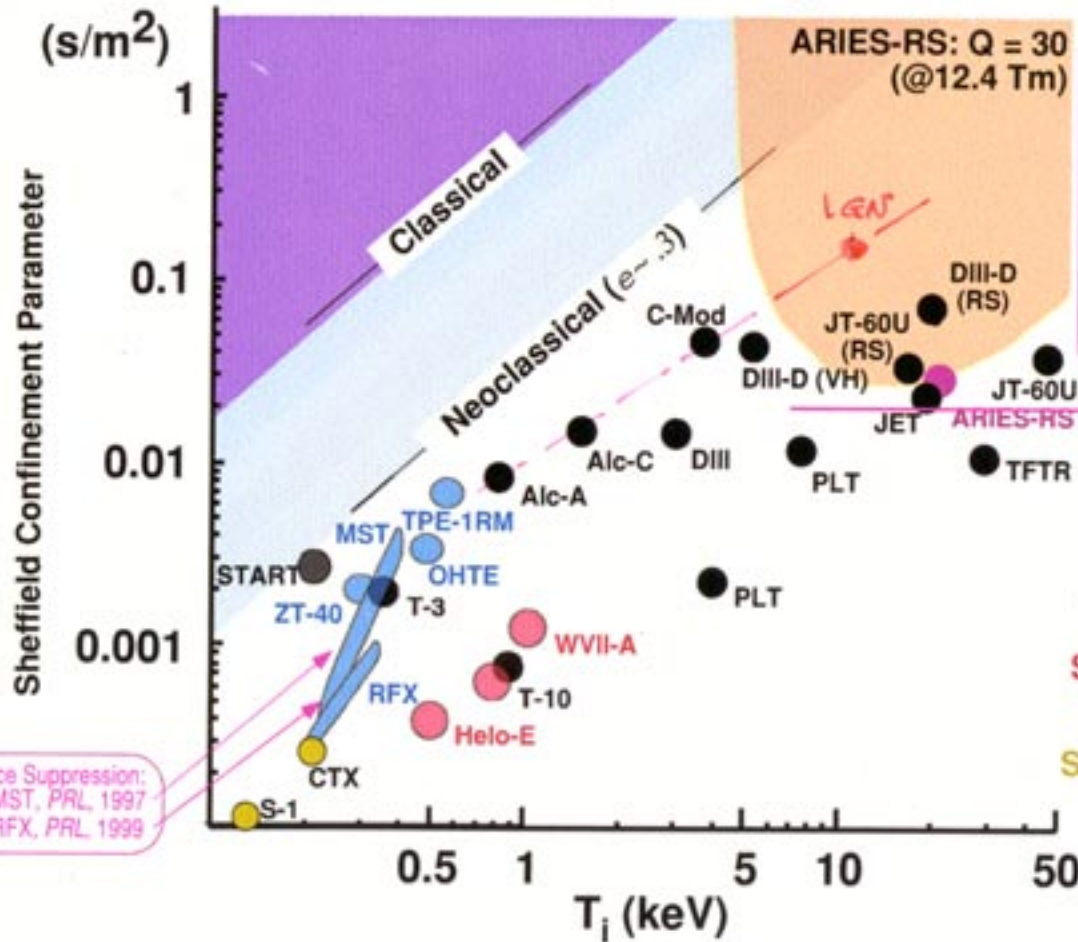 (s/m²)
ARIES-RS: Q = 30
(@12.4 Tm)
1
0.1
0.01
0.001
Sheffield Confinement Parameter
Classical
Neoclassical (e~ .3)
DIII-D
(RS)
JT-60U
(RS)
C-Mod
DIII-D (VH)
JT-60U
JET
ARIES-RS
Alc-C
DIII
PLT
TFTR
Alc-A
TPE-1RM
MST
OHTE
START
ZT-40
T-3
PLT
WVII-A
RFX
T-10
Helo-E
CTX
S-1
ce Suppression:
MST, PRL, 1997
RFX, PRL, 1999
S
S
0.5
1
5
10
50
Ti (keV)